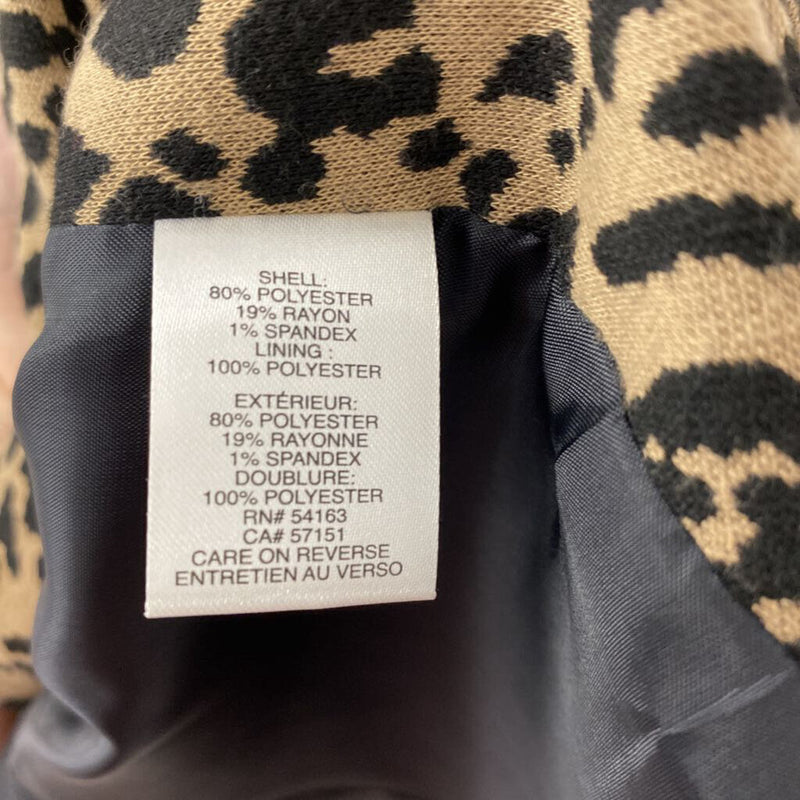 SHELL:
80% POLYESTER
19% RAYON
1% SPANDEX
LINING :
100% POLYESTER
EXTÉRIEUR:
80% POLYESTER
19% RAYONNE
1% SPANDEX
DOUBLURE:
100% POLYESTER
RN# 54163
CA# 57151
CARE ON REVERSE
ENTRETIEN AU VERSO